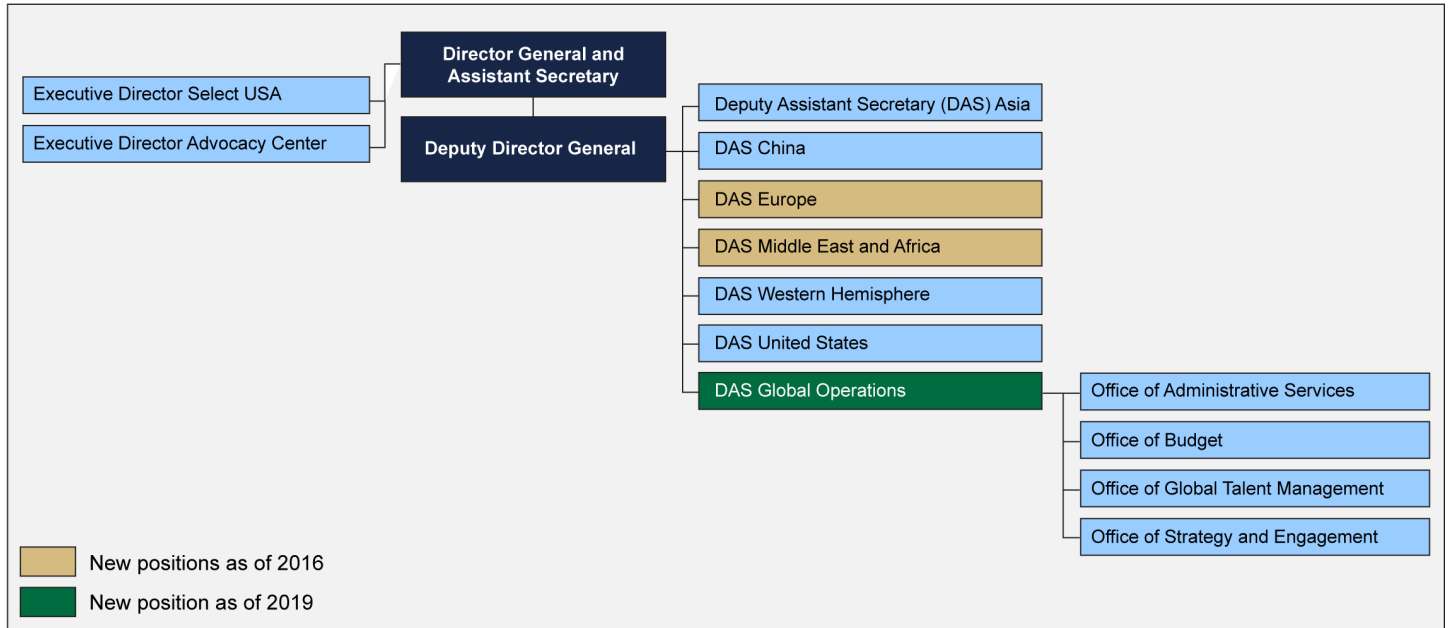 Director General and
Assistant Secretary
Executive Director Select USA
Executive Director Advocacy Center
Deputy Director General
Deputy Assistant Secretary (DAS) Asia
DAS China
DAS Europe
DAS Middle East and Africa
DAS Western Hemisphere
DAS United States
DAS Global Operations
Office of Administrative Services
Office of Budget
Office of Global Talent Management
Office of Strategy and Engagement
New positions as of 2016
New position as of 2019